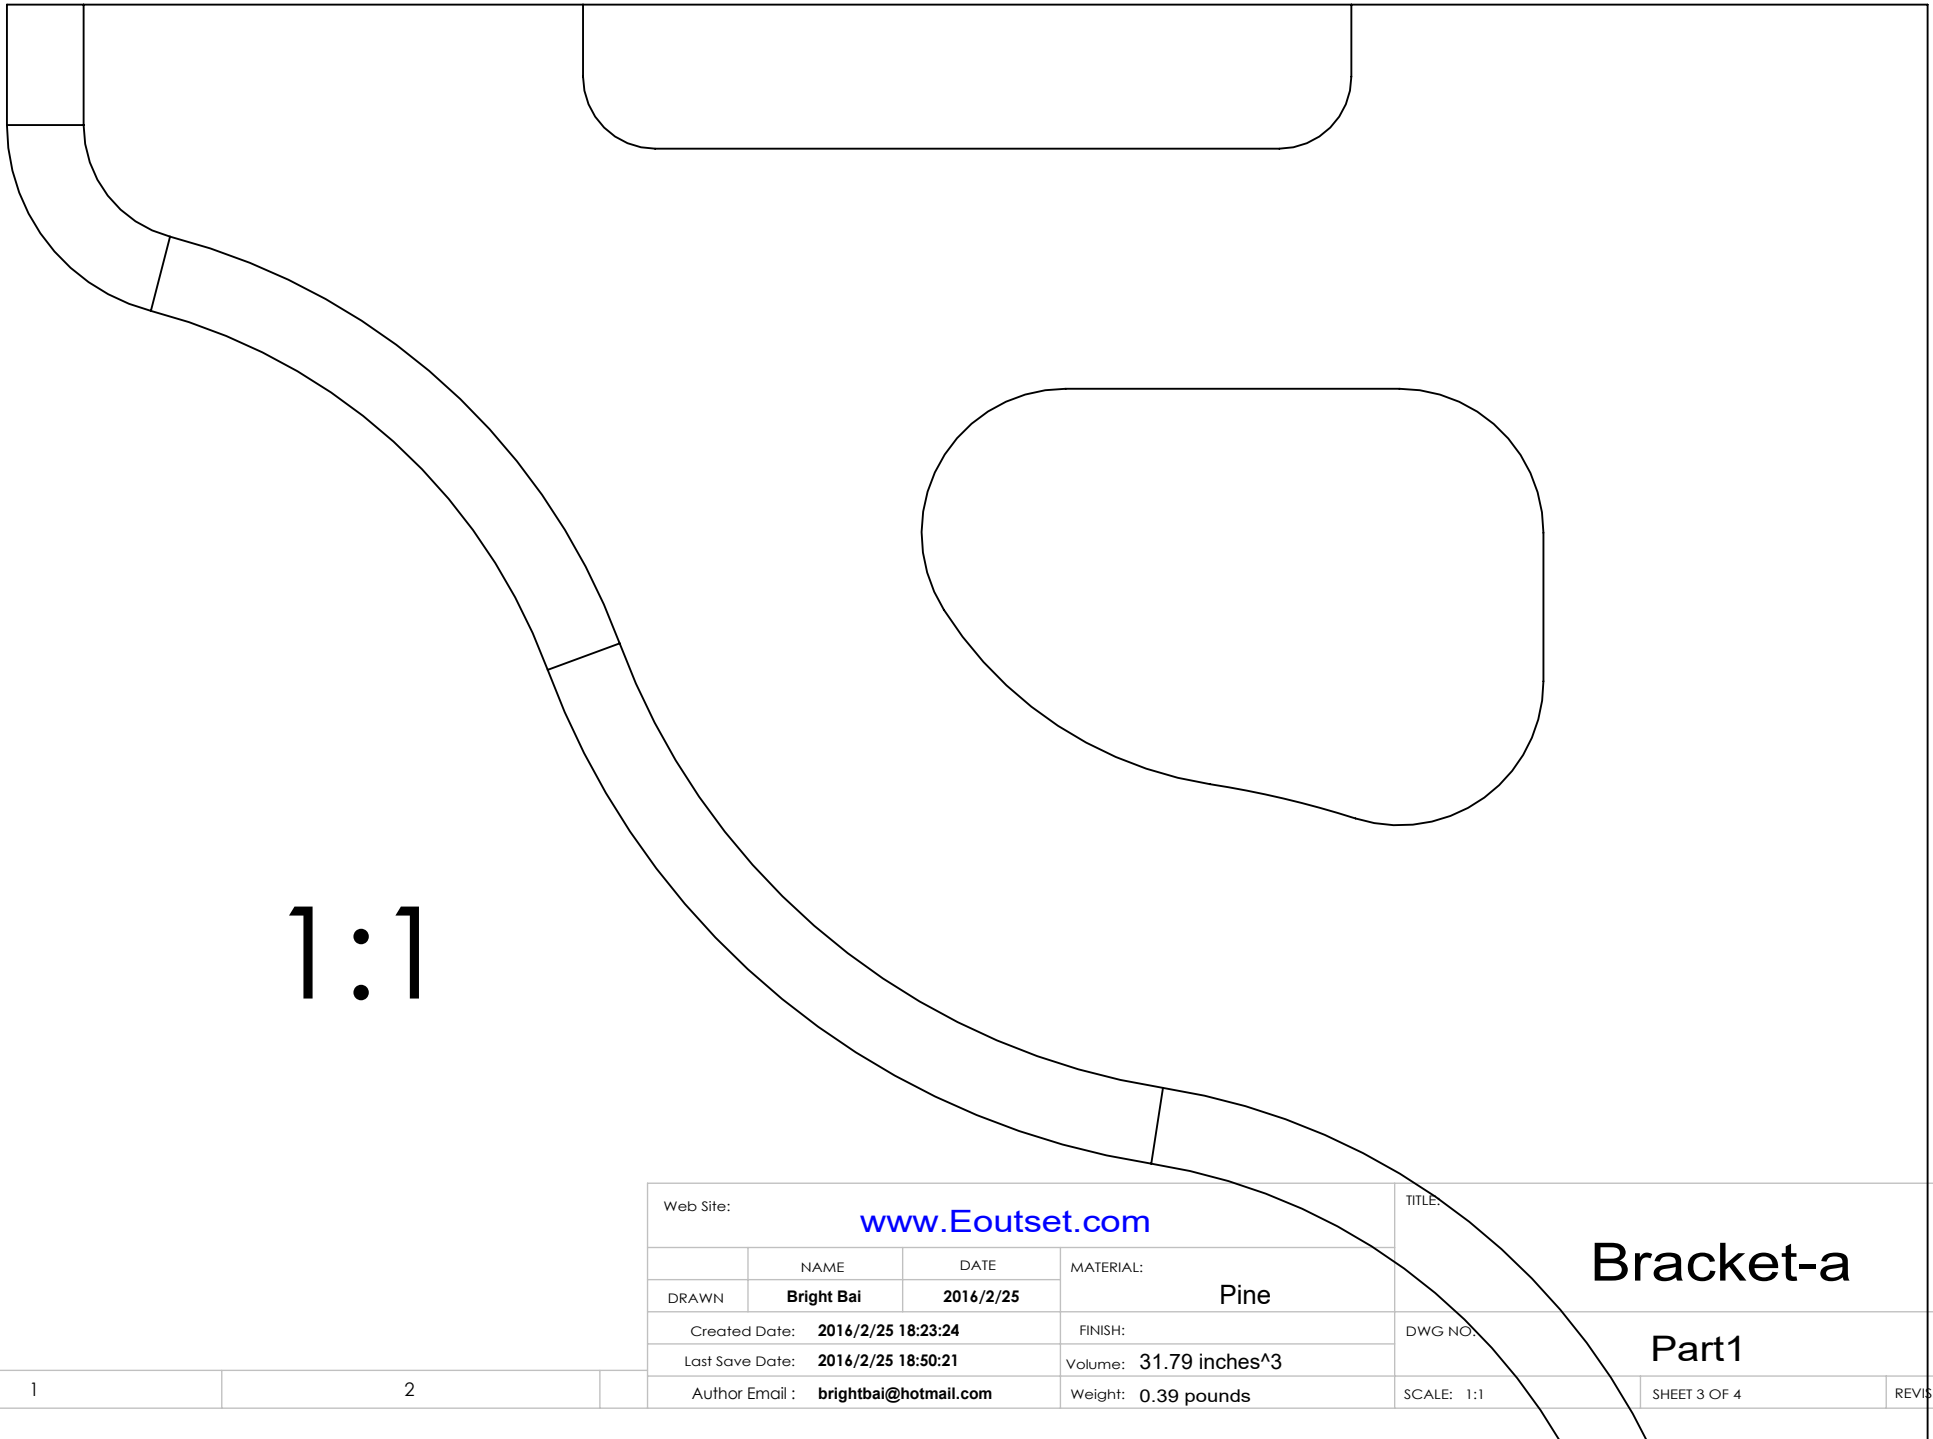 1:1
Web Site:
www.Eoutset.com
TITLE:
Bracket-a
NAME DATE MATERIAL:
Pine
DRAWN Bright Bai 2016/2/25
Created Date: 2016/2/25 18:23:24 FINISH:
DWG NO.
Part1
Last Save Date: 2016/2/25 18:50:21 Volume: 31.79 inches^3
Author Email : brightbai@hotmail.com Weight: 0.39 pounds
SCALE: 1:1 SHEET 3 OF 4
1 2